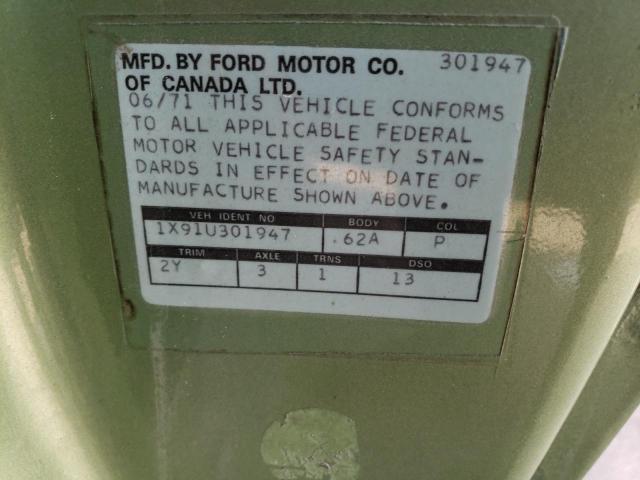 MFD. BY FORD MOTOR CO. 301947
OF CANADA LTD.
06/71 THIS VEHICLE CONFORMS
TO ALL APPLICABLE FEDERAL
MOTOR VEHICLE SAFETY STAN-
DARDS IN EFFECT ON DATE OF
MANUFACTURE SHOWN ABOVE.
VEH IDENT NO BODY COL
1X91U301947 .62A P
TRIM AXLE TRNS DSO
2Y 3 1 13